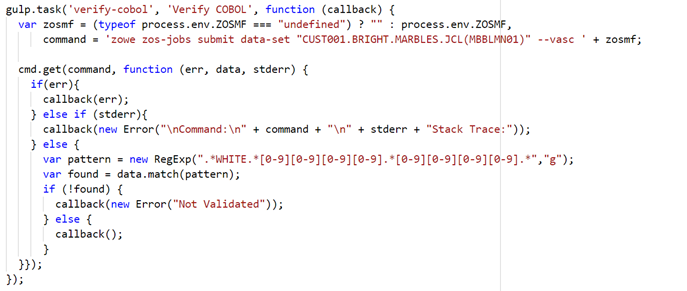 gulp.task('verify-cobol', 'Verify COBOL', function (callback) {
  var zosmf = (typeof process.env.ZOSMF === "undefined") ? "" : process.env.ZOSMF,
      command = 'zowe zos-jobs submit data-set "CUST001.BRIGHT.MARBLES.JCL(MBBLMN01)" --vasc ' + zosmf;

  cmd.get(command, function (err, data, stderr) {
    if(err){
      callback(err);
    } else if (stderr){
      callback(new Error("\nCommand:\n" + command + "\n" + stderr + "Stack Trace:"));
    } else {
      var pattern = new RegExp(".*WHITE.*[0-9][0-9][0-9][0-9].*[0-9][0-9][0-9][0-9].*","g");
      var found = data.match(pattern);
      if (!found) {
        callback(new Error("Not Validated"));
      } else {
        callback();
      }
  }});
});